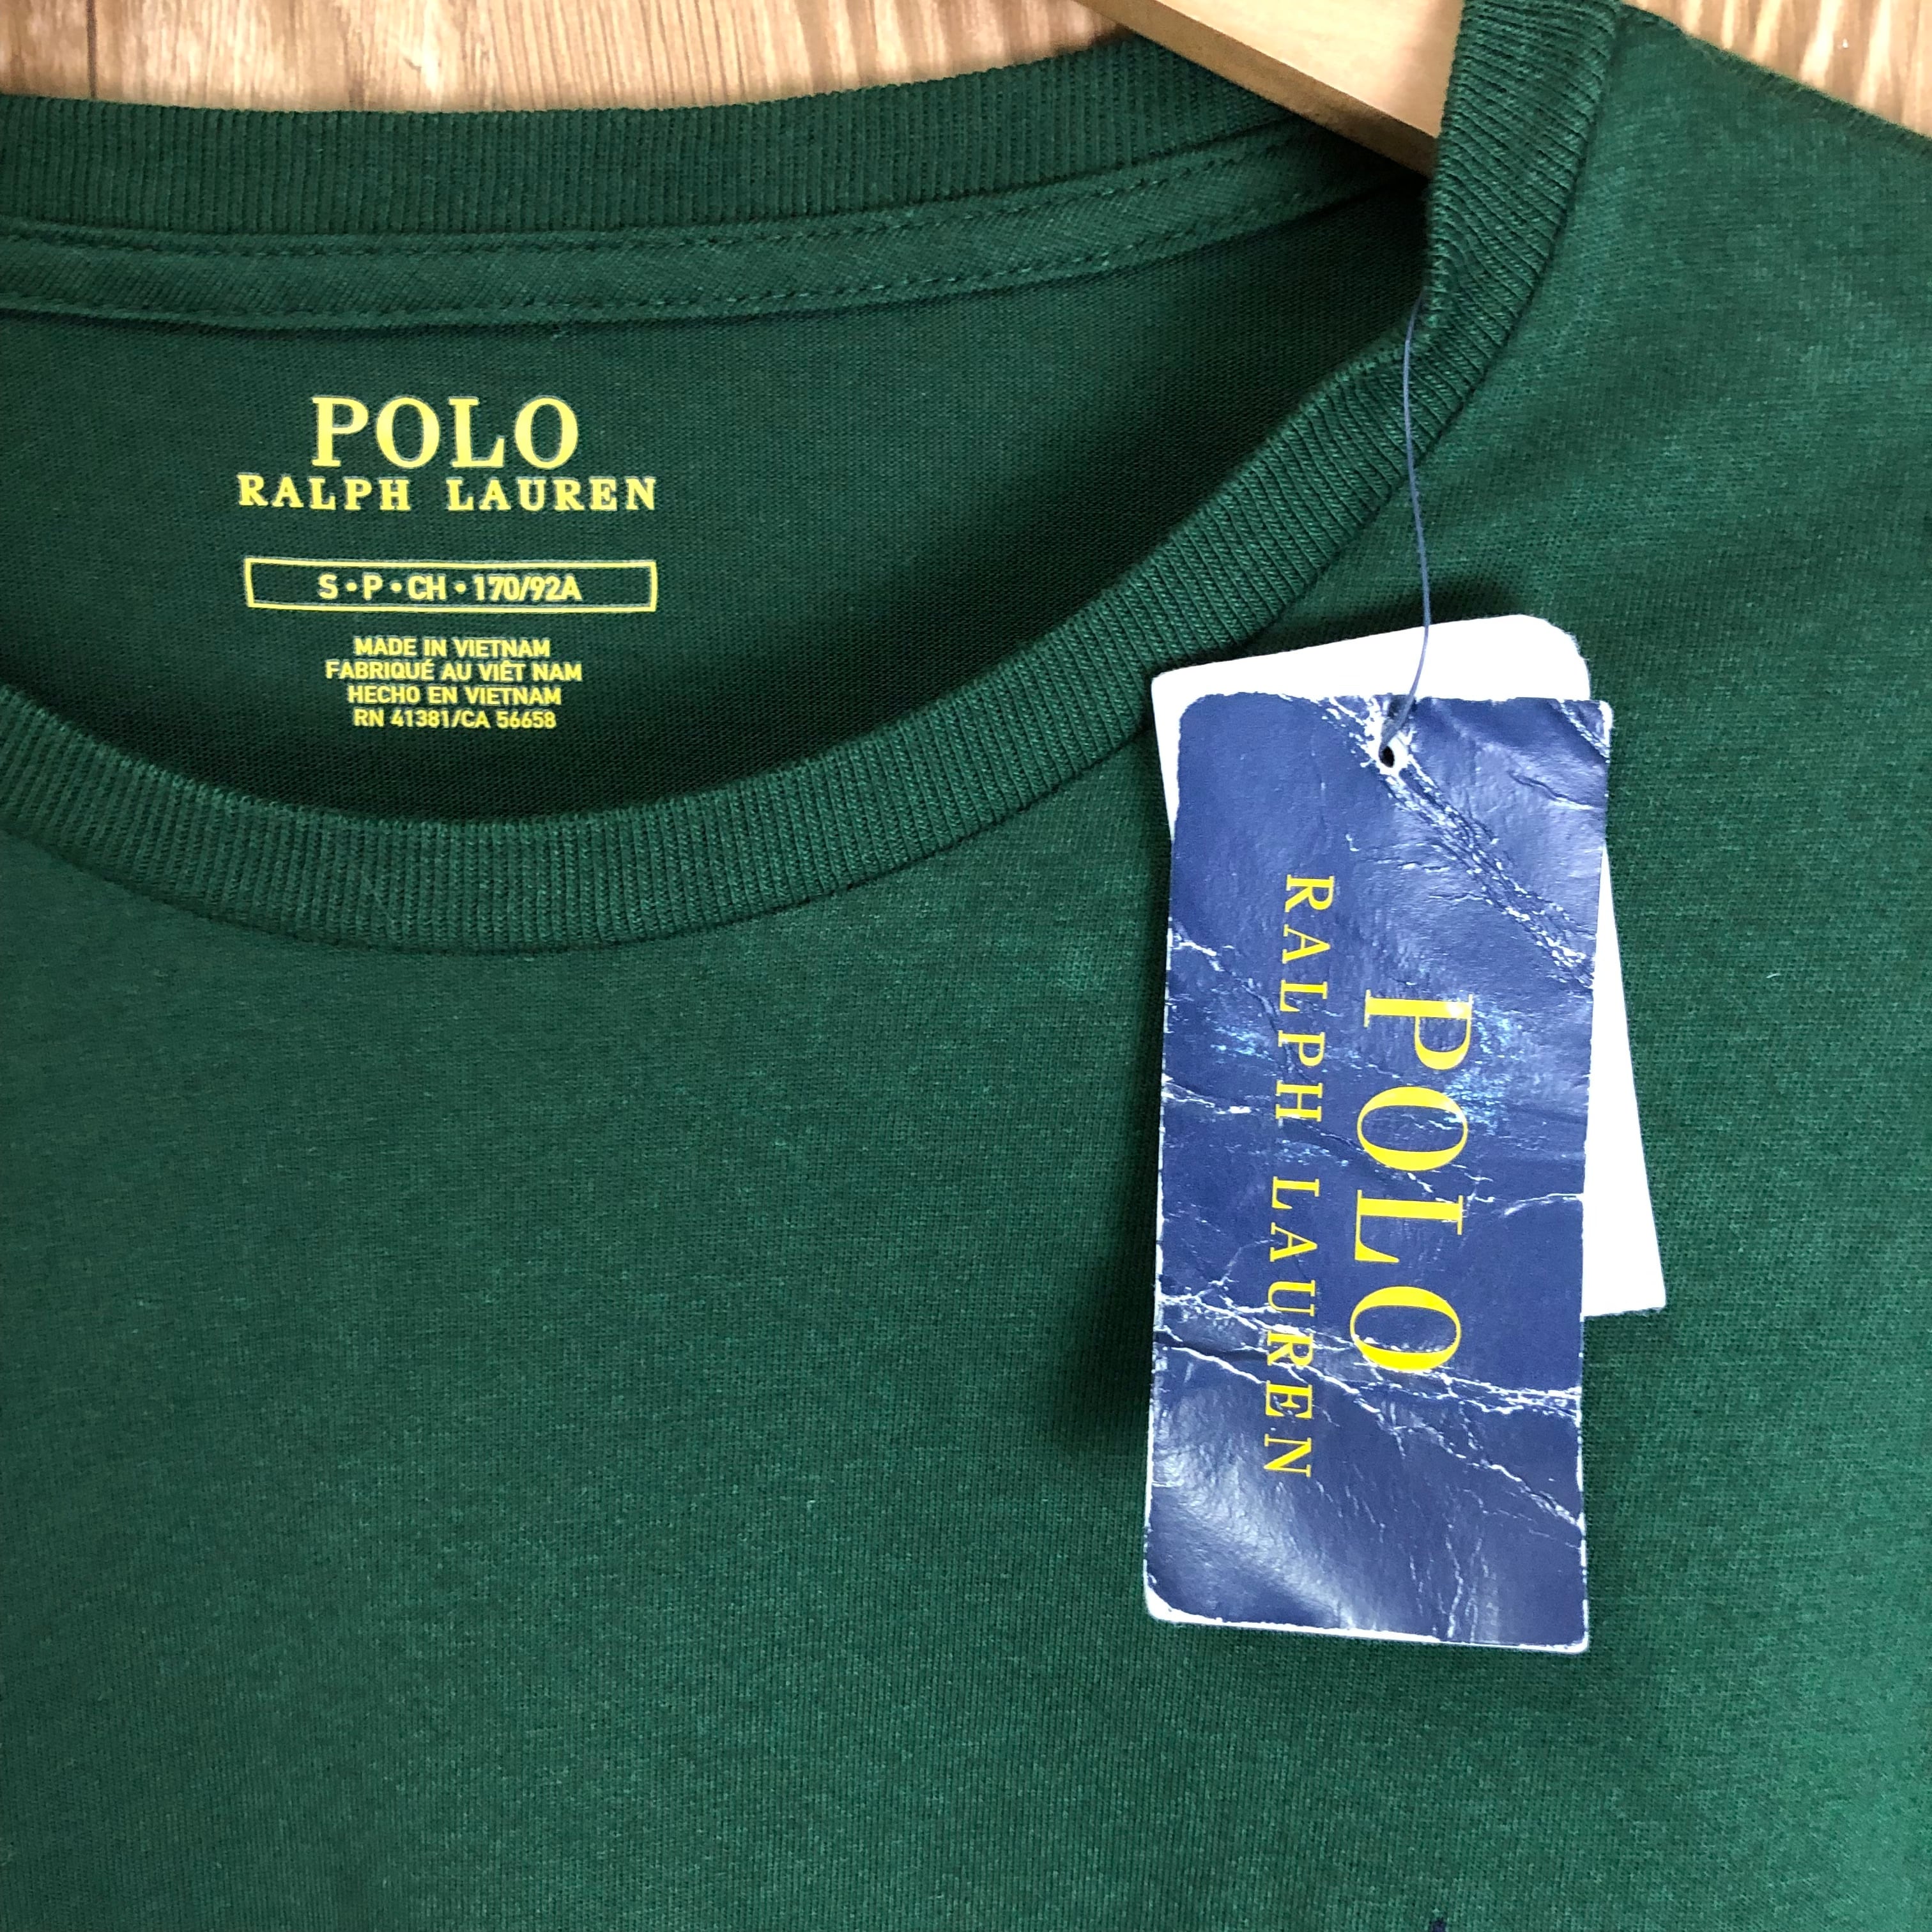 POLO
RALPH LAUREN
S • P • CH • 170/92A
MADE IN VIETNAM
FABRIQUÉ AU VIÊT NAM
HECHO EN VIETNAM
RN 41381/CA 56658
POLO
RALPH LAUREN